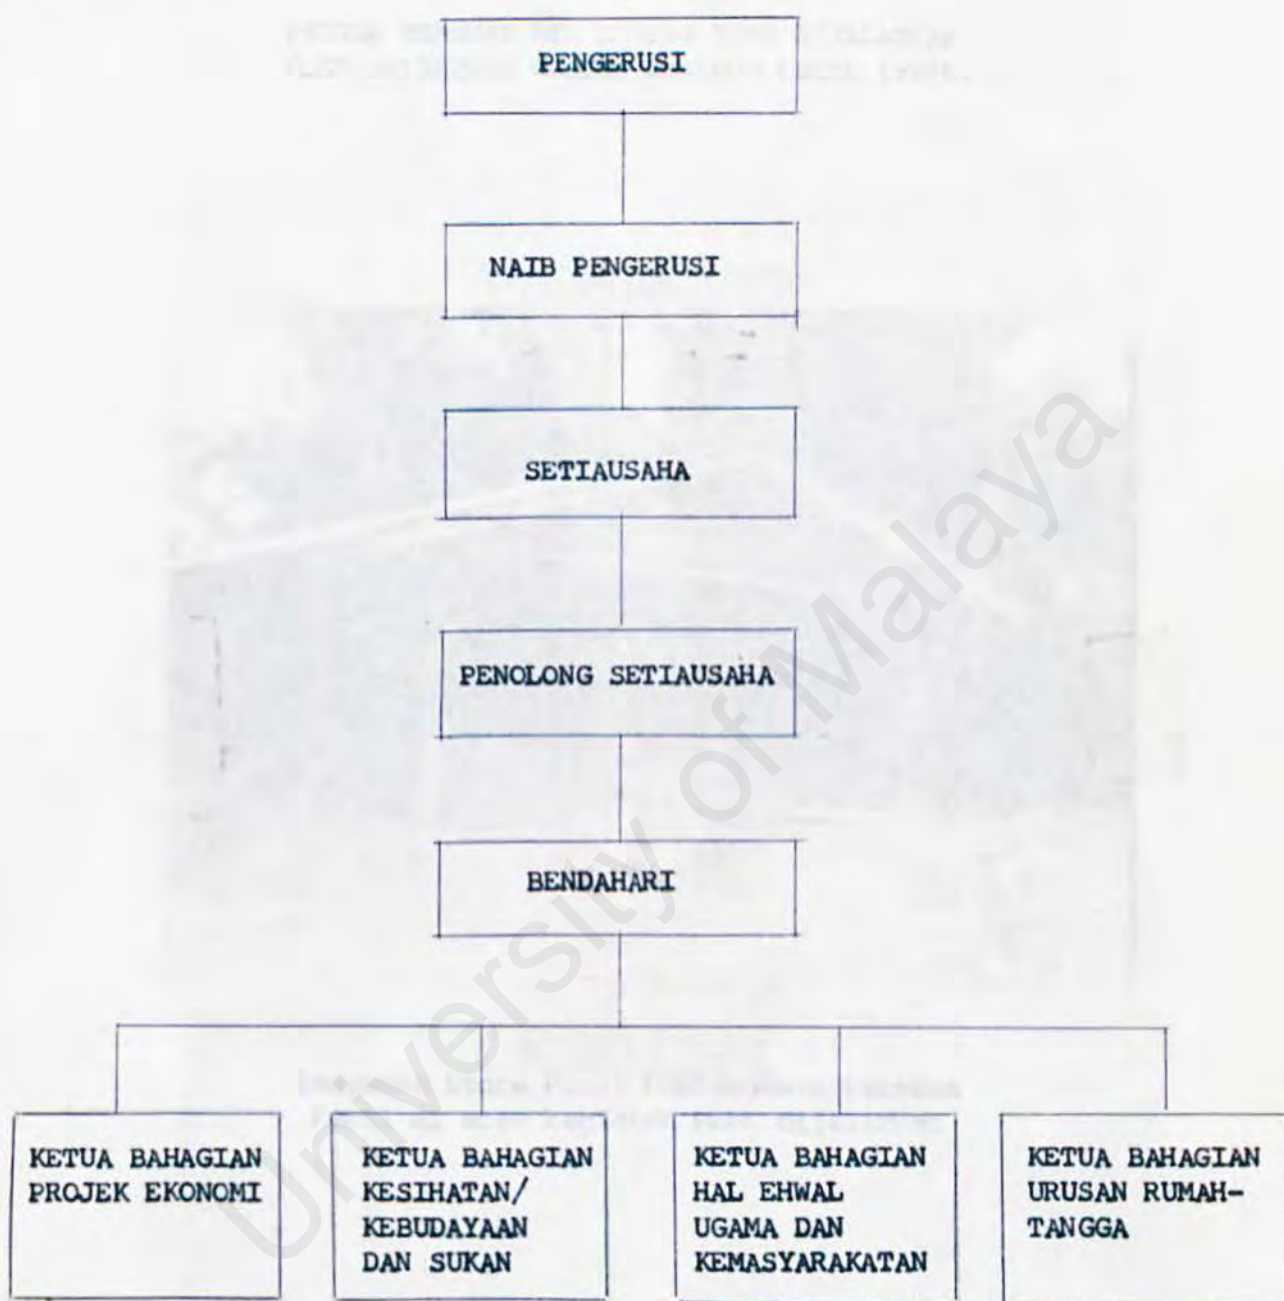 PENGERUSI
NAIB PENGERUSI
SETIAUSAHA
PENOLONG SETIAUSAHA
BENDAHARI
KETUA BAHAGIAN
PROJEK EKONOMI
KETUA BAHAGIAN
KESIHATAN/
KEBUDAYAAN
DAN SUKAN
KETUA BAHAGIAN
HAL EHWAL
UGAMA DAN
KEMASYARAKATAN
KETUA BAHAGIAN
URUSAN RUMAH-
TANGGA
University of Malaya